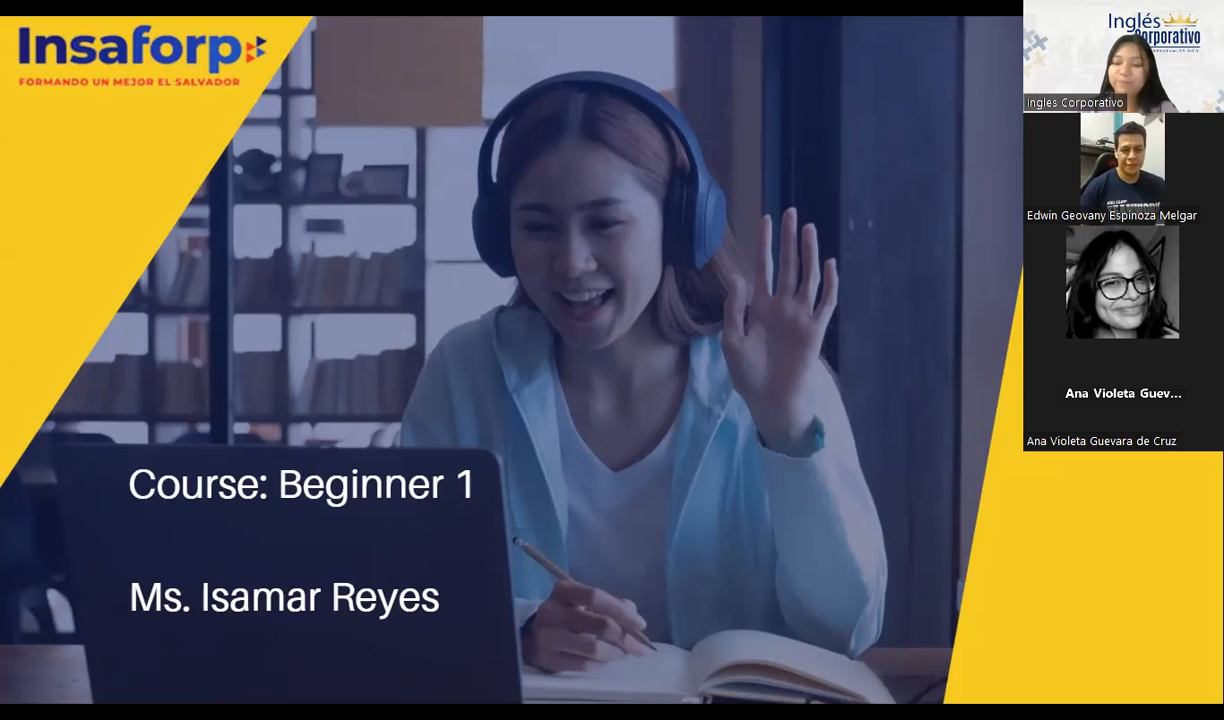 Insaforp
FORMANDO UN MEJOR EL SALVADOR
Course: Beginner 1
Ms. Isamar Reyes
Inglés
Corporativo
Ingles Corporativo
Edwin Geovany Espinoza Melgar
Ana Violeta Guev...
Ana Violeta Guevara de Cruz